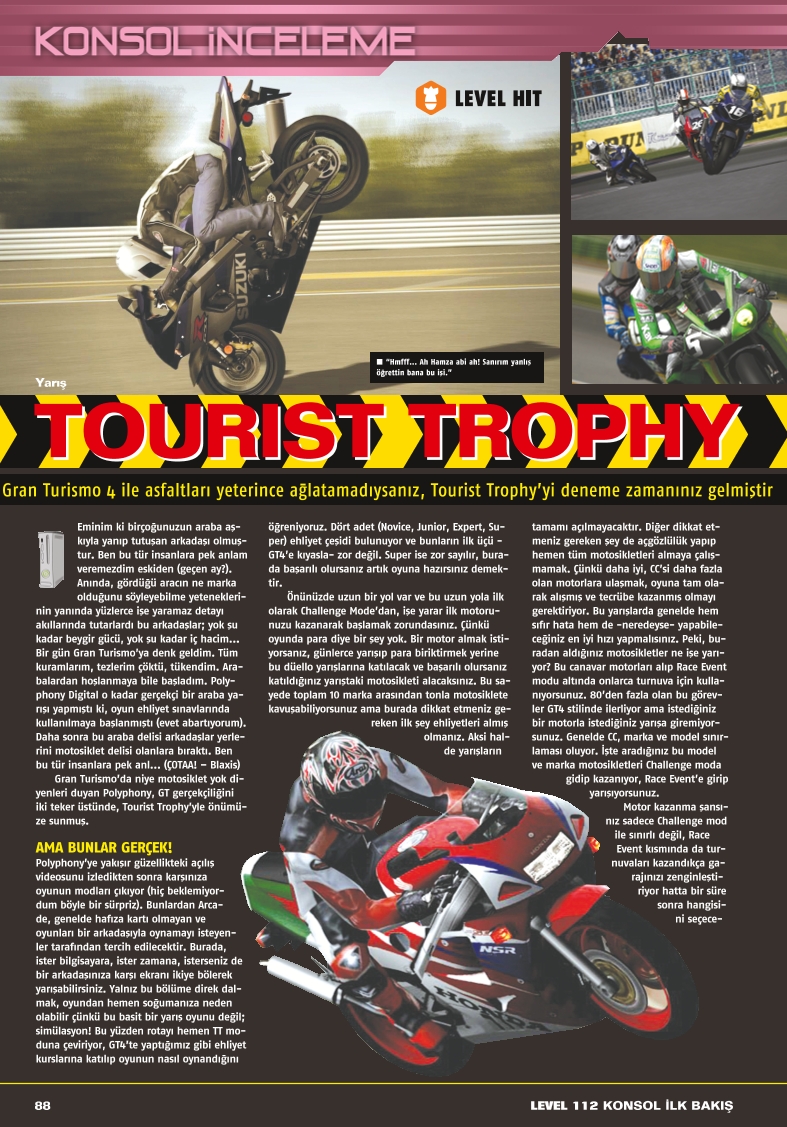 KONSOL İNCELEME
LEVEL HIT
"Hmfff... Ah Hamza abi ah! Sanırım yanlış
öğrettin bana bu işi."
Yarış
TOURIST TROPHY
Gran Turismo 4 ile asfaltları yeterince ağlatamadıysanız, Tourist Trophy'yi deneme zamanınız gelmiştir
Eminim ki birçoğunuzun araba aş-
kıyla yanıp tutuşan arkadaşı olmuş-
tur. Ben bu tür insanlara pek anlam
veremezdim eskiden (geçen ay?).
Anında, gördüğü aracın ne marka
olduğunu söyleyebilme yetenekleri-
nin yanında yüzlerce işe yaramaz detayı
akıllarında tutarlardı bu arkadaşlar; yok şu
kadar beygir gücü, yok şu kadar iç hacim...
Bir gün Gran Turismo'ya denk geldim. Tüm
kuramlarım, tezlerim çöktü, tükendim. Ara-
balardan hoşlanmaya bile başladım. Poly-
phony Digital o kadar gerçekçi bir araba ya-
rışı yapmıştı ki, oyun ehliyet sınavlarında
kullanılmaya başlanmıştı (evet abartıyorum).
Daha sonra bu araba delisi arkadaşlar yerle-
rini motosiklet delisi olanlara bıraktı. Ben
bu tür insanlara pek anl... (ÇOTAA! – Blaxis)
Gran Turismo'da niye motosiklet yok di-
yenleri duyan Polyphony, GT gerçekçiliğini
iki teker üstünde, Tourist Trophy'yle önümü-
ze sunmuş.
AMA BUNLAR GERÇEK!
Polyphony'ye yakışır güzellikteki açılış
videosunu izledikten sonra karşınıza
oyunun modları çıkıyor (hiç beklemiyor-
dum böyle bir sürpriz). Bunlardan Arca-
de, genelde hafıza kartı olmayan ve
oyunları bir arkadaşıyla oynamayı isteyen-
ler tarafından tercih edilecektir. Burada,
ister bilgisayara, ister zamana, isterseniz de
bir arkadaşınıza karşı ekranı ikiye bölerek
yarışabilirsiniz. Yalnız bu bölüme direk dal-
mak, oyundan hemen soğumanıza neden
olabilir çünkü bu basit bir yarış oyunu değil;
simülasyon! Bu yüzden rotayı hemen TT mo-
duna çeviriyor, GT4'te yaptığımız gibi ehliyet
kurslarına katılıp oyunun nasıl oynandığını
öğreniyoruz. Dört adet (Novice, Junior, Expert, Su-
per) ehliyet çeşidi bulunuyor ve bunların ilk üçü –
GT4'e kıyasla- zor değil. Super ise zor sayılır, bura-
da başarılı olursanız artık oyuna hazırsınız demek-
tir.
Önünüzde uzun bir yol var ve bu uzun yola ilk
olarak Challenge Mode'dan, işe yarar ilk motoru-
nuzu kazanarak başlamak zorundasınız. Çünkü
oyunda para diye bir şey yok. Bir motor almak isti-
yorsanız, günlerce yarışıp para biriktirmek yerine
bu düello yarışlarına katılacak ve başarılı olursanız
katıldığınız yarıştaki motosikleti alacaksınız. Bu sa-
yede toplam 10 marka arasından tonla motosiklete
kavuşabiliyorsunuz ama burada dikkat etmeniz ge-
reken ilk şey ehliyetleri almış
olmanız. Aksi hal-
de yarışların
tamamı açılmayacaktır. Diğer dikkat et-
meniz gereken şey de açgözlülük yapıp
hemen tüm motosikletleri almaya çalış-
mamak. Çünkü daha iyi, CC'si daha fazla
olan motorlara ulaşmak, oyuna tam ola-
rak alışmış ve tecrübe kazanmış olmayı
gerektiriyor. Bu yarışlarda genelde hem
sıfır hata hem de –neredeyse– yapabile-
ceğiniz en iyi hızı yapmalısınız. Peki, bu-
radan aldığınız motosikletler ne işe yarı-
yor? Bu canavar motorları alıp Race Event
modu altında onlarca turnuva için kulla-
nıyorsunuz. 80'den fazla olan bu görev-
ler GT4 stilinde ilerliyor ama istediğiniz
bir motorla istediğiniz yarışa giremiyor-
sunuz. Genelde CC, marka ve model sınır-
laması oluyor. İşte aradığınız bu model
ve marka motosikletleri Challenge moda
gidip kazanıyor, Race Event'e girip
yarışıyorsunuz.
Motor kazanma şansı-
nız sadece Challenge mod
ile sınırlı değil, Race
Event kısmında da tur-
nuvaları kazandıkça ga-
rajınızı zenginleşti-
riyor hatta bir süre
sonra hangisi-
ni seçece-
SUZUKI
16
HONDA
NSR
88
LEVEL 112 KONSOL İLK BAKIŞ